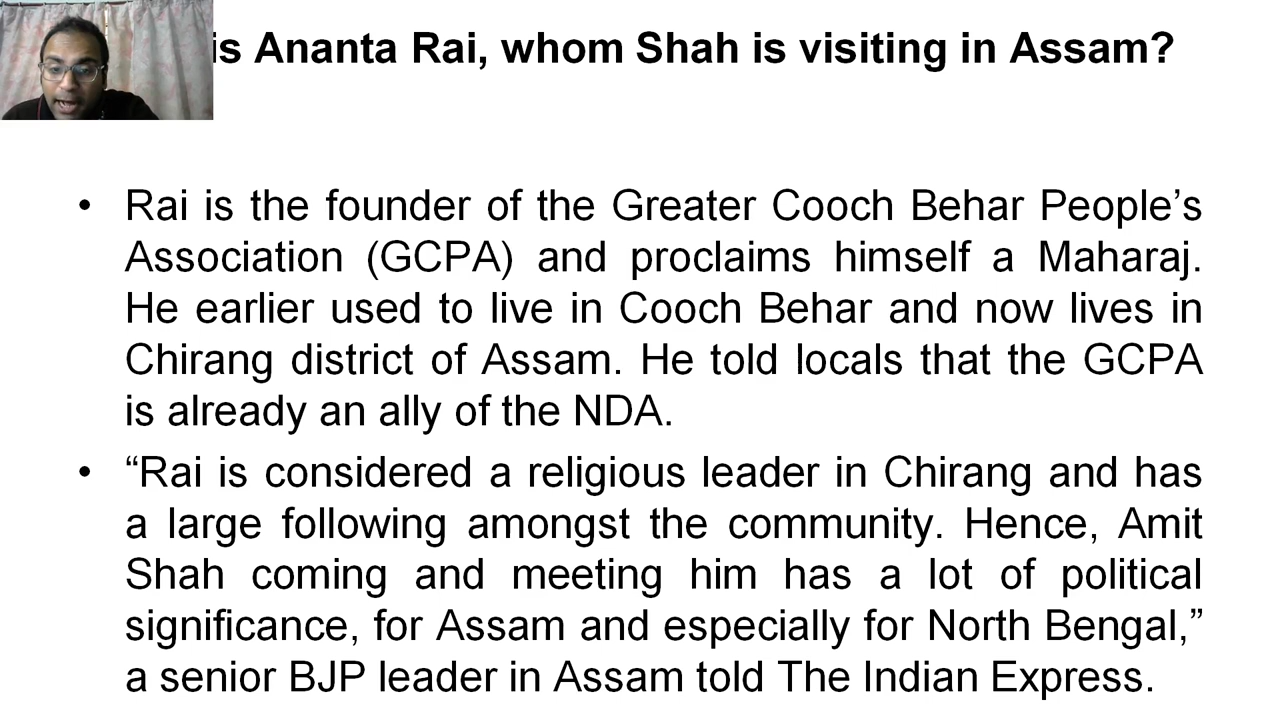 is Ananta Rai, whom Shah is visiting in Assam?
• Rai is the founder of the Greater Cooch Behar People’s
Association (GCPA) and proclaims himself a Maharaj.
He earlier used to live in Cooch Behar and now lives in
Chirang district of Assam. He told locals that the GCPA
is already an ally of the NDA.
• “Rai is considered a religious leader in Chirang and has
a large following amongst the community. Hence, Amit
Shah coming and meeting him has a lot of political
significance, for Assam and especially for North Bengal,”
a senior BJP leader in Assam told The Indian Express.